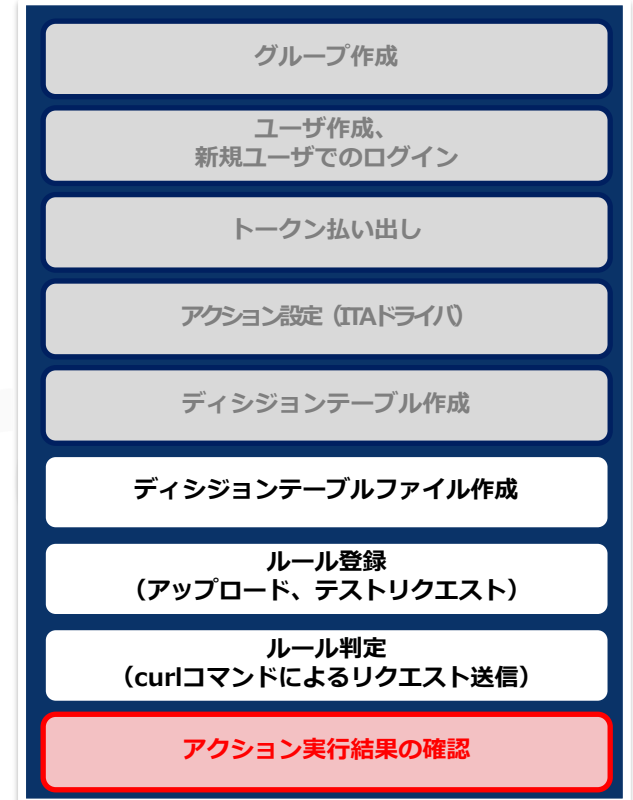 グループ作成
ユーザ作成、
新規ユーザでのログイン
トークン払い出し
アクション設定（ITAドライバ）
ディシジョンテーブル作成
ディシジョンテーブルファイル作成
ルール登録
（アップロード、テストリクエスト）
ルール判定
（curlコマンドによるリクエスト送信）
アクション実行結果の確認